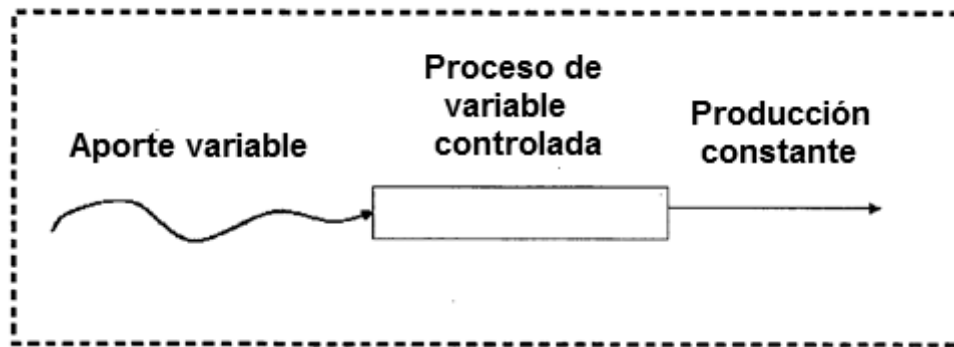 Aporte variable
Proceso de
variable
controlada
Producción
constante